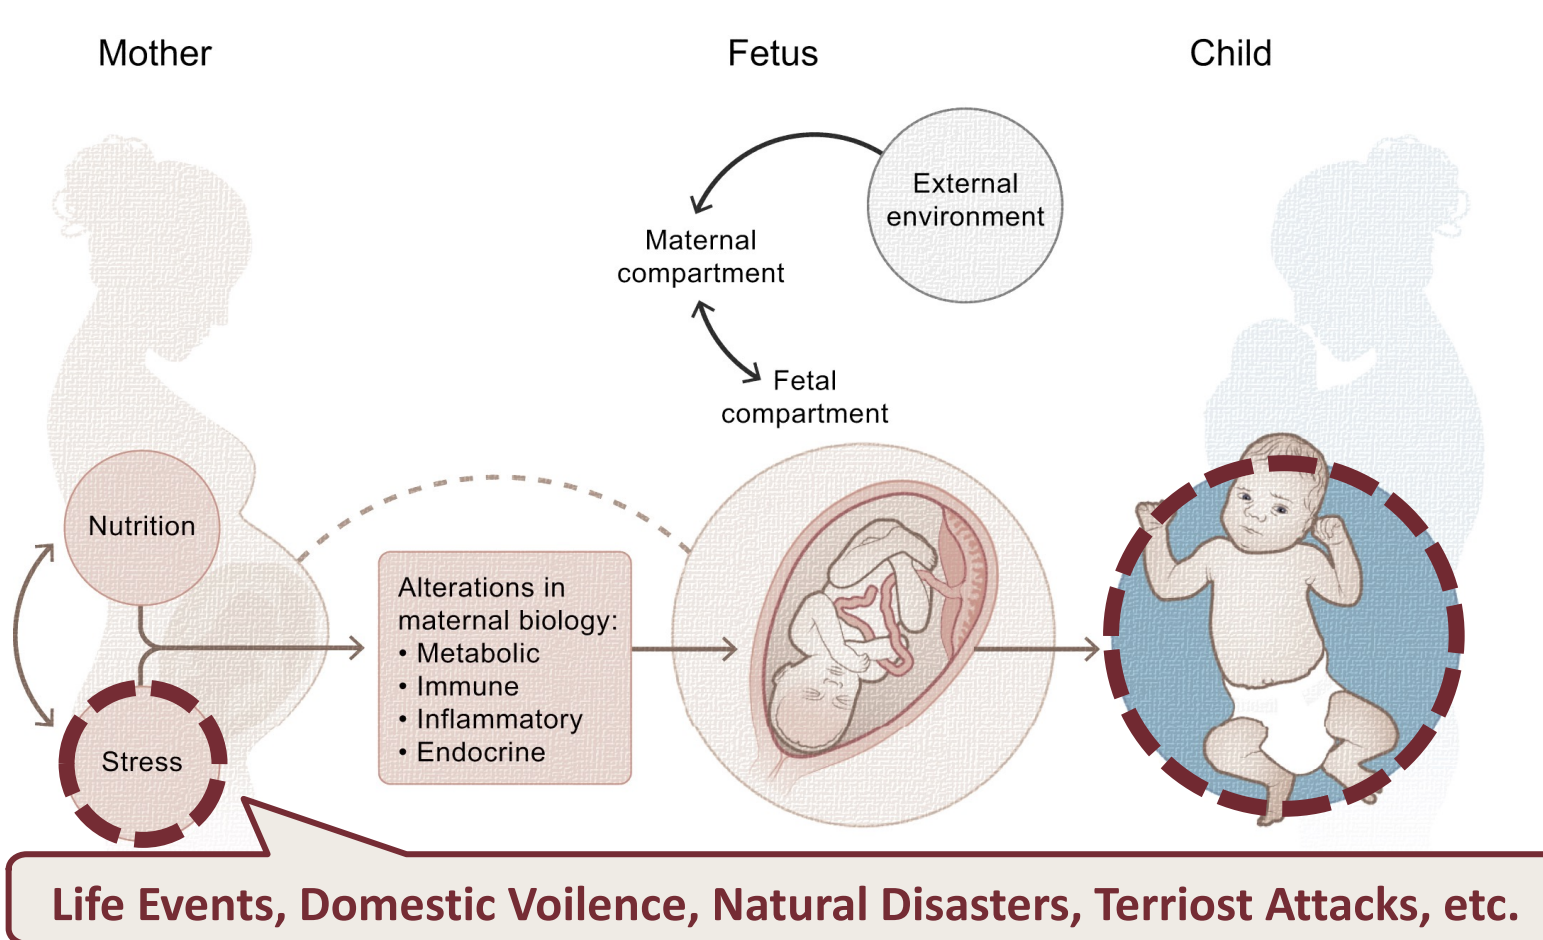 Mother
Fetus
Child
External
environment
Maternal
compartment
Fetal
compartment
Nutrition
Stress
Alterations in
maternal biology:
• Metabolic
• Immune
• Inflammatory
• Endocrine
Life Events, Domestic Voilence, Natural Disasters, Terriost Attacks, etc.